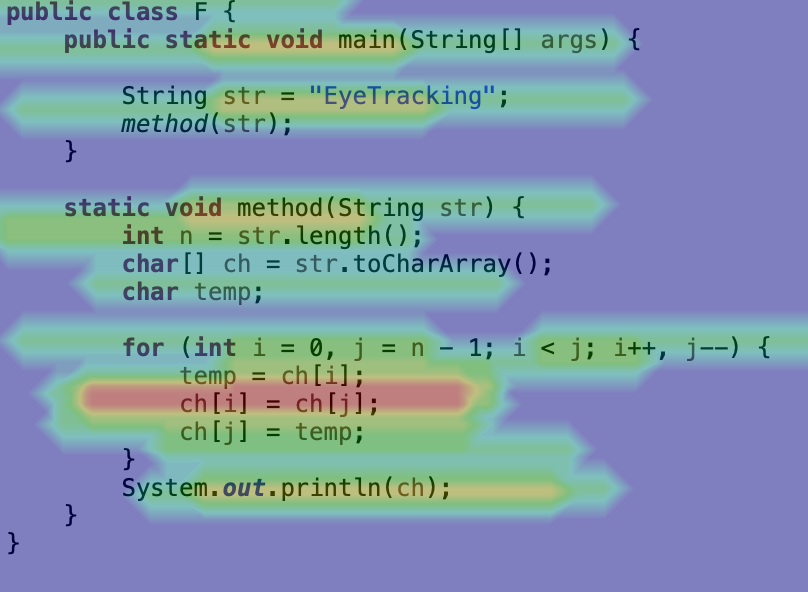 public class F {
    public static void main(String[] args) {
        String str = "EyeTracking";
        method(str);
    }
    static void method(String str) {
        int n = str.length();
        char[] ch = str.toCharArray();
        char temp;
        for (int i = 0, j = n - 1; i < j; i++, j--) {
            temp = ch[i];
            ch[i] = ch[j];
            ch[j] = temp;
        }
        System.out.println(ch);
    }
}